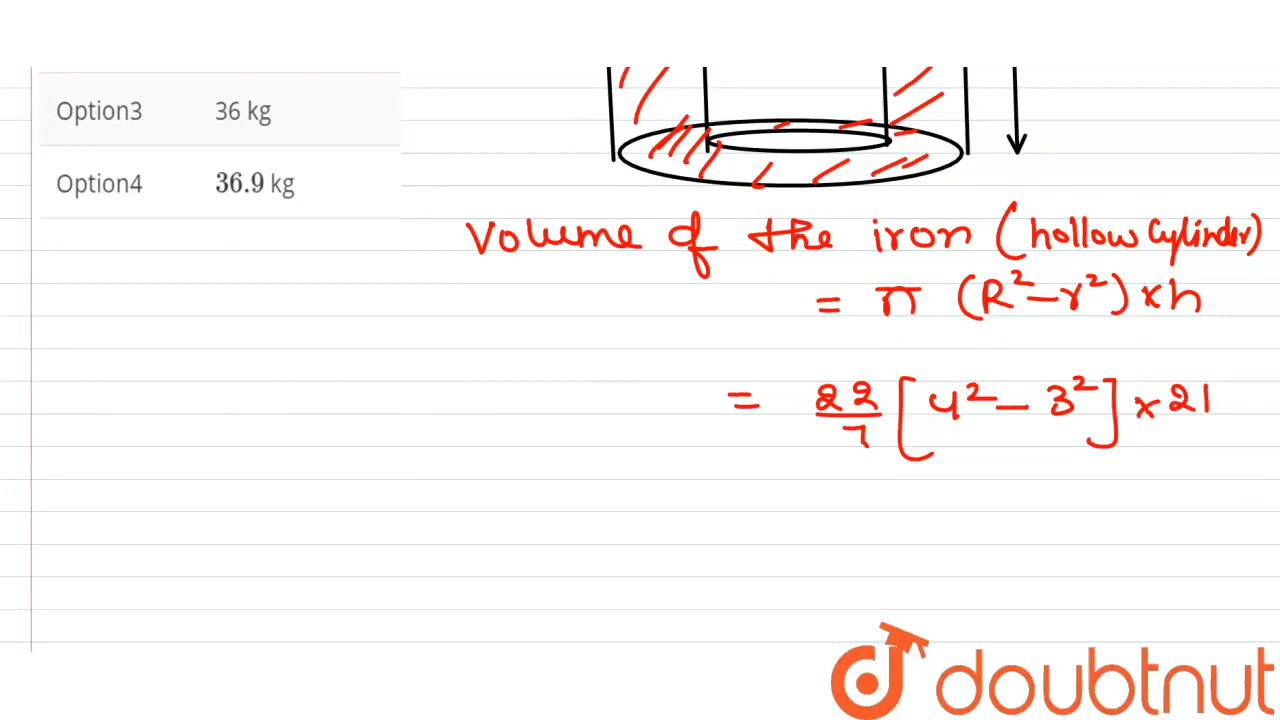 Option3 36 kg
Option4 36.9 kg
Volume of the iron (hollow Cylinder)
= π (R² - r²) × h
= 22/7 [4² - 3²] × 21
doubtnut